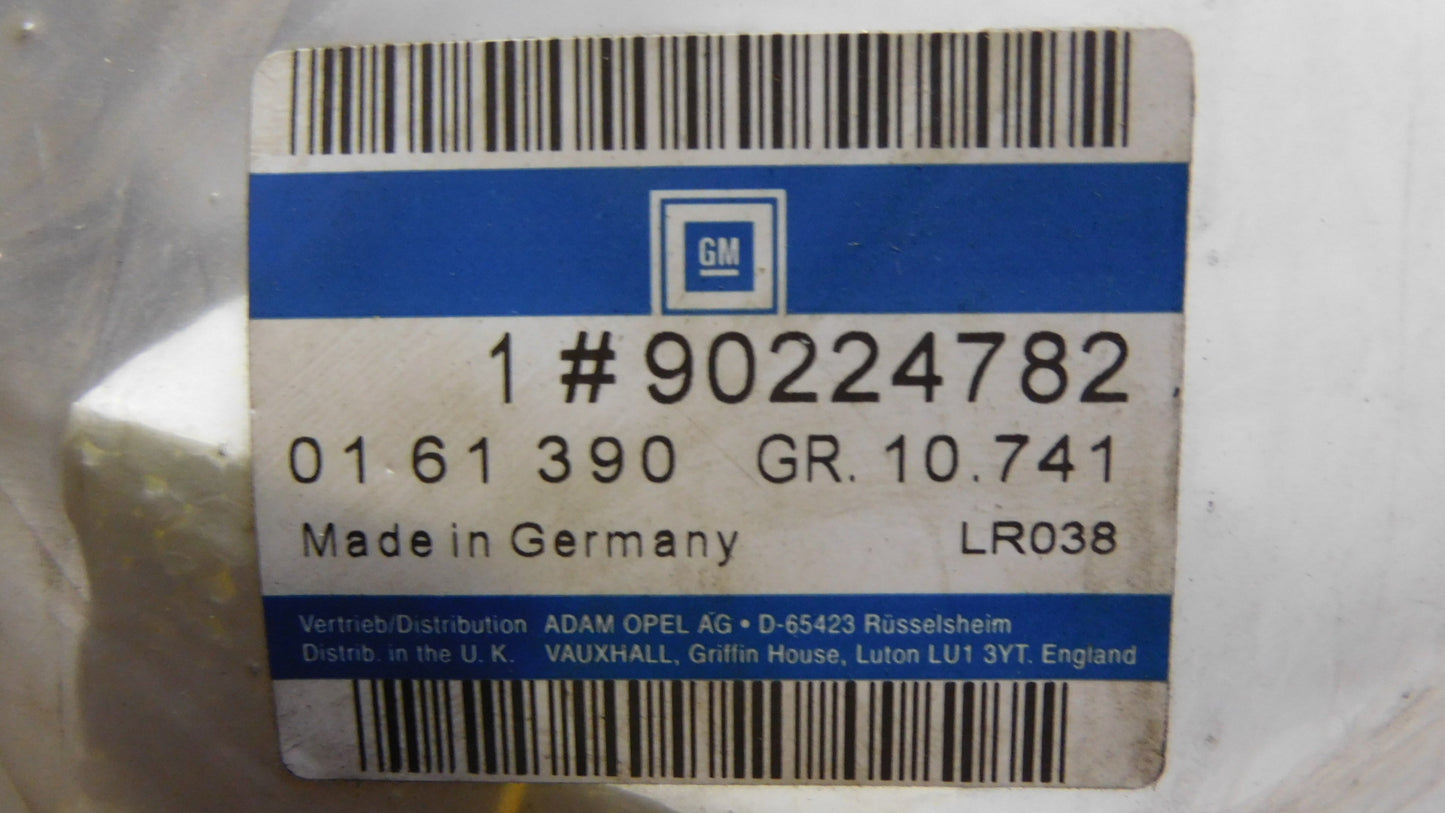 GM
1 #90224782
01 61 390 GR. 10.741
Made in Germany LR038
Vertrieb/Distribution ADAM OPEL AG • D-65423 Rüsselsheim
Distrib. in the U. K. VAUXHALL, Griffin House, Luton LU1 3YT. England